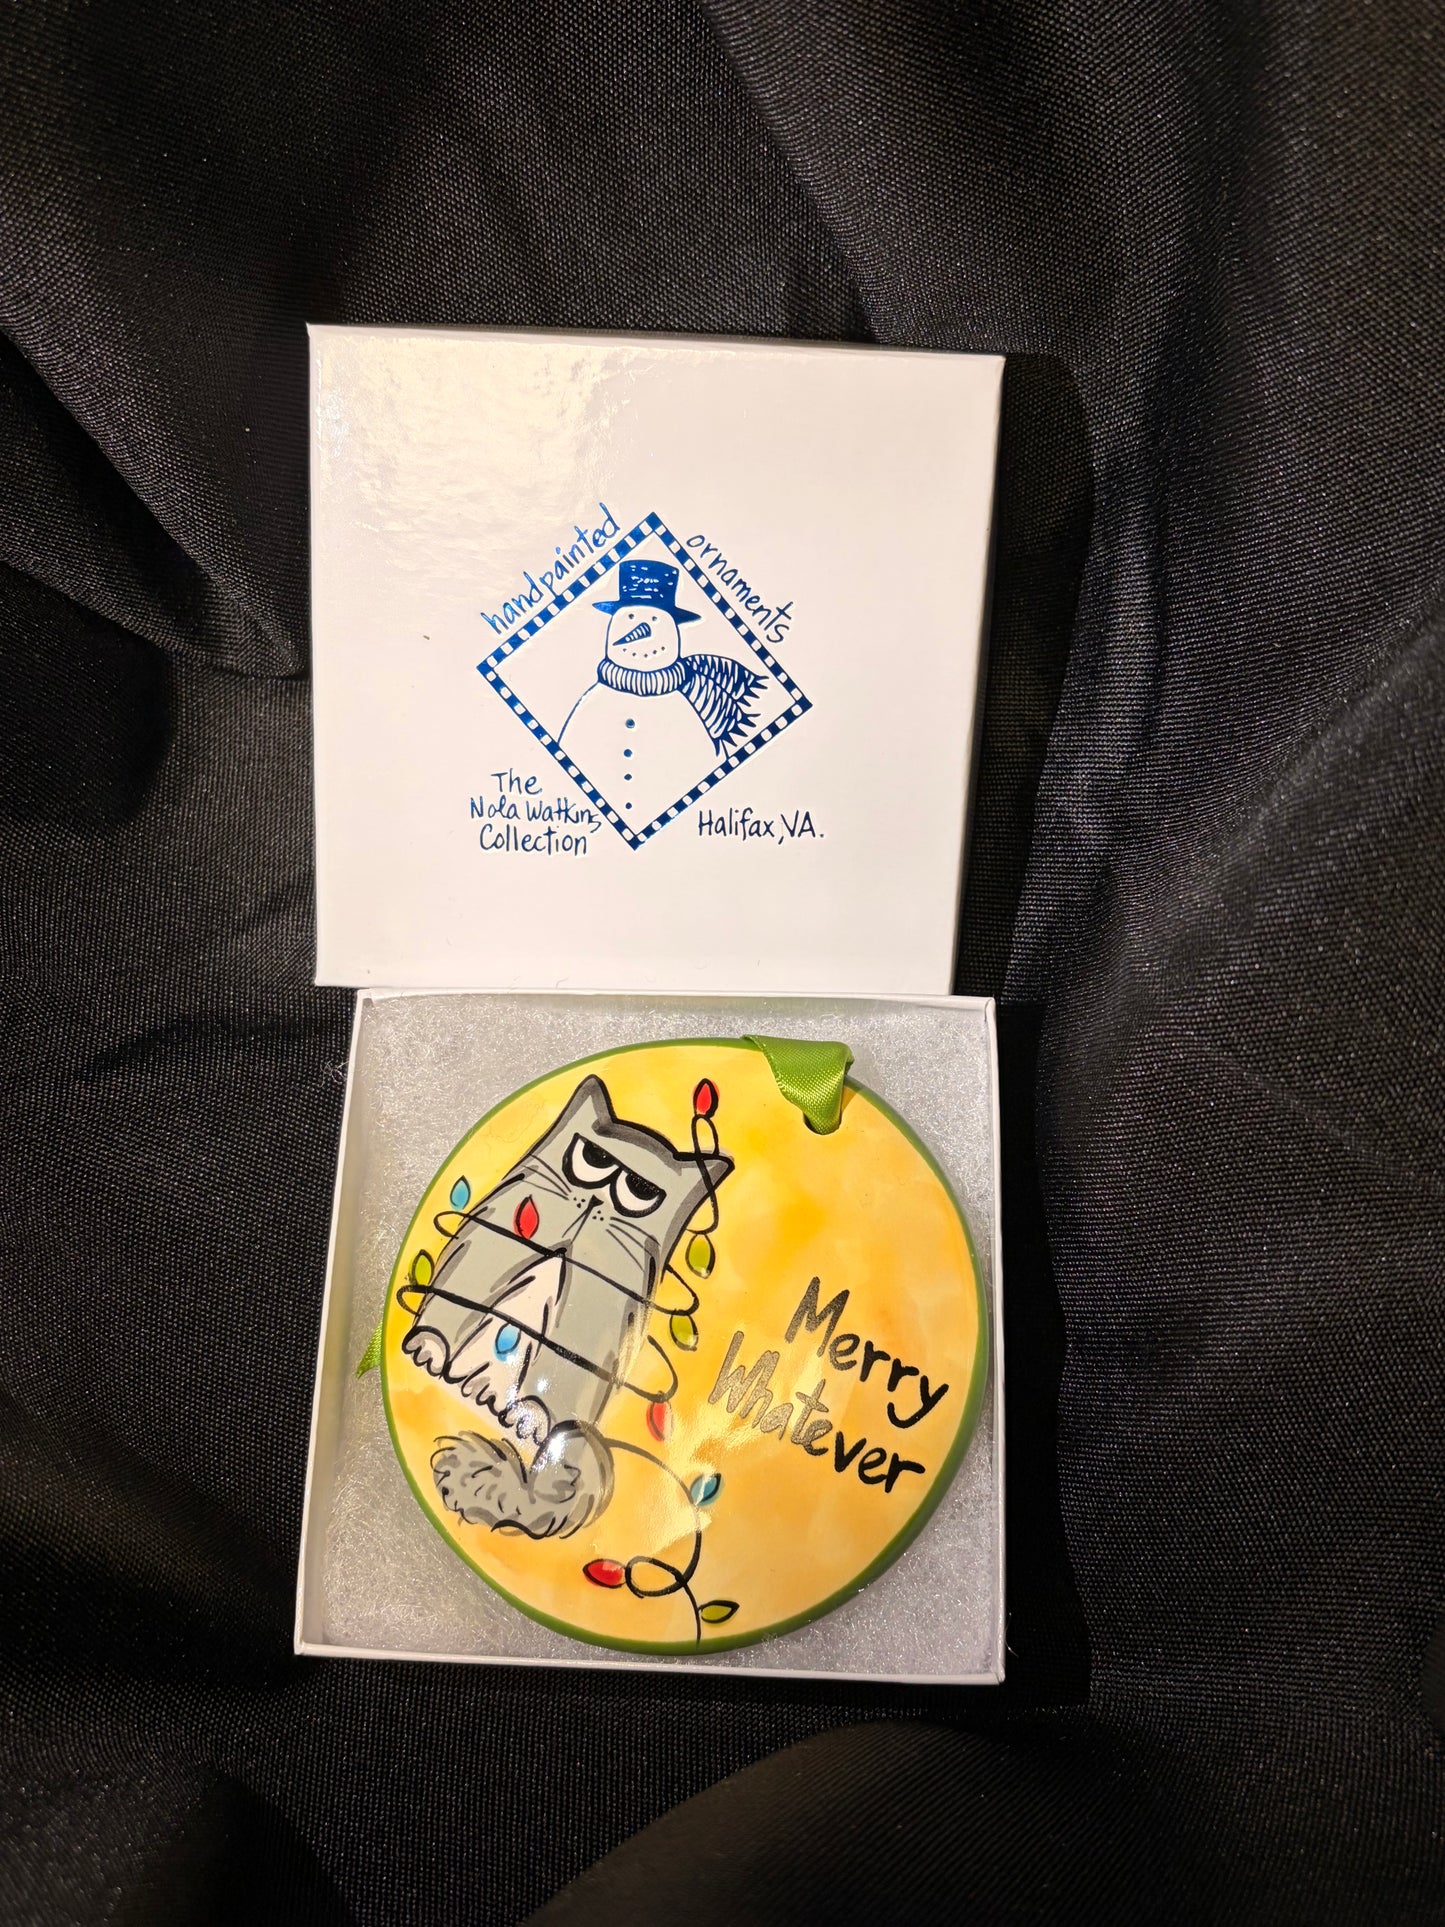 handpainted
ornaments
The
Nola Watkins
Collection
Halifax, VA.
Merry
Whatever